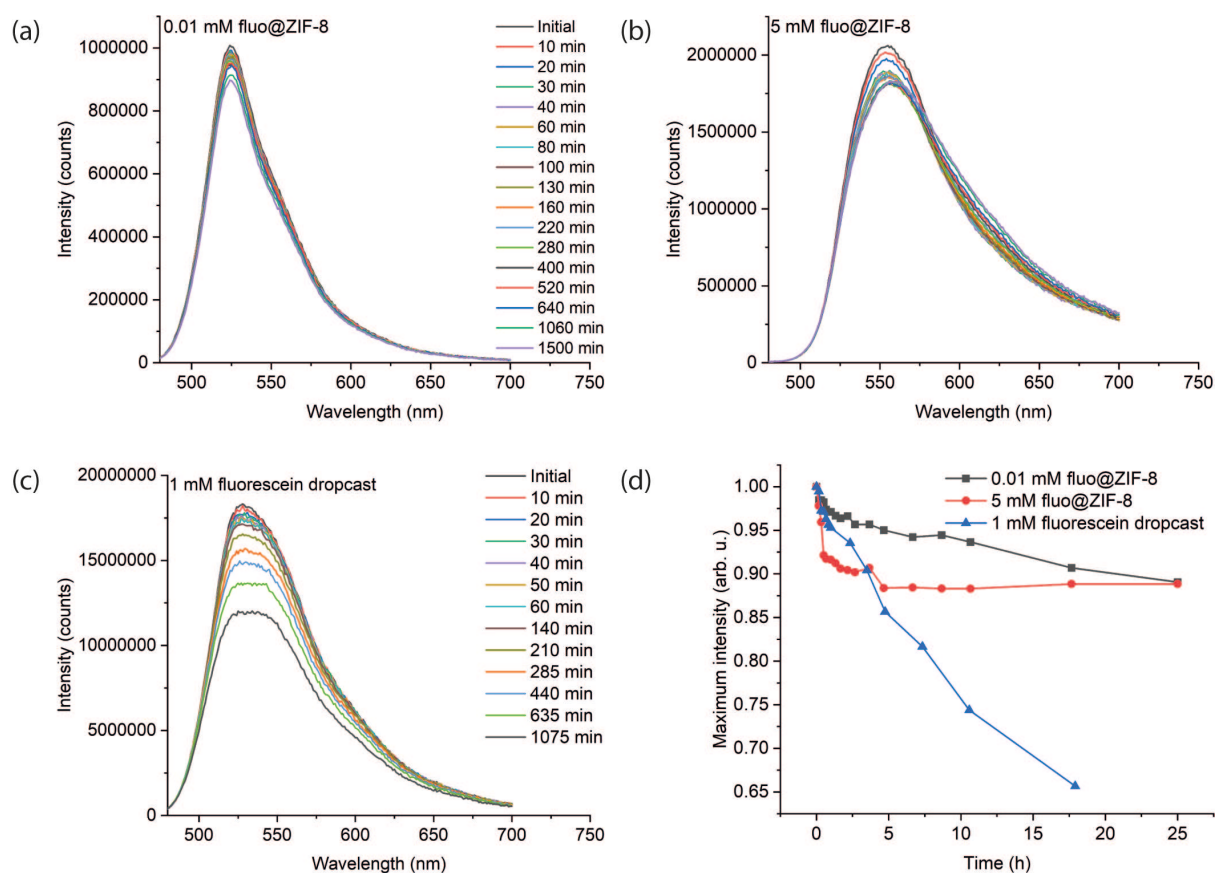 (a)
0.01 mM fluo@ZIF-8
1000000
800000
600000
400000
200000
0
Intensity (counts)
500 550 600 650 700 750
Wavelength (nm)
Initial
10 min
20 min
30 min
40 min
60 min
80 min
100 min
130 min
160 min
220 min
280 min
400 min
520 min
640 min
1060 min
1500 min
(b)
5 mM fluo@ZIF-8
2000000
1500000
1000000
500000
0
Intensity (counts)
500 550 600 650 700 750
Wavelength (nm)
(c)
1 mM fluorescein dropcast
20000000
15000000
10000000
5000000
0
Intensity (counts)
500 550 600 650 700 750
Wavelength (nm)
Initial
10 min
20 min
30 min
40 min
50 min
60 min
140 min
210 min
285 min
440 min
635 min
1075 min
(d)
0.01 mM fluo@ZIF-8
5 mM fluo@ZIF-8
1 mM fluorescein dropcast
1.00
0.95
0.90
0.85
0.80
0.75
0.70
0.65
Maximum intensity (arb. u.)
0 5 10 15 20 25
Time (h)